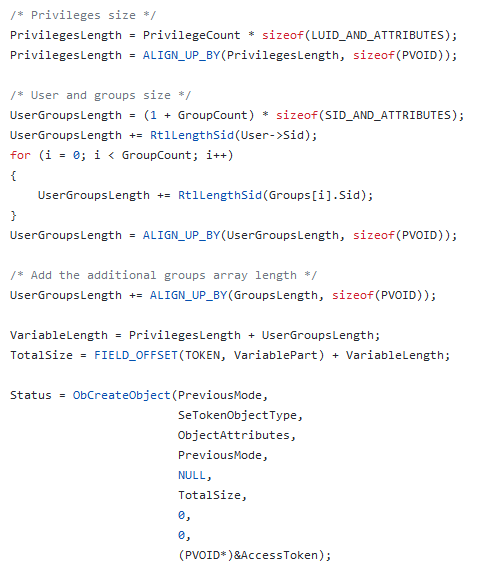 /* Privileges size */
PrivilegesLength = PrivilegeCount * sizeof(LUID_AND_ATTRIBUTES);
PrivilegesLength = ALIGN_UP_BY(PrivilegesLength, sizeof(PVOID));

/* User and groups size */
UserGroupsLength = (1 + GroupCount) * sizeof(SID_AND_ATTRIBUTES);
UserGroupsLength += RtlLengthSid(User->Sid);
for (i = 0; i < GroupCount; i++)
{
    UserGroupsLength += RtlLengthSid(Groups[i].Sid);
}
UserGroupsLength = ALIGN_UP_BY(UserGroupsLength, sizeof(PVOID));

/* Add the additional groups array length */
UserGroupsLength += ALIGN_UP_BY(GroupsLength, sizeof(PVOID));

VariableLength = PrivilegesLength + UserGroupsLength;
TotalSize = FIELD_OFFSET(TOKEN, VariablePart) + VariableLength;

Status = ObCreateObject(PreviousMode,
                        SeTokenObjectType,
                        ObjectAttributes,
                        PreviousMode,
                        NULL,
                        TotalSize,
                        0,
                        0,
                        (PVOID*)&AccessToken);